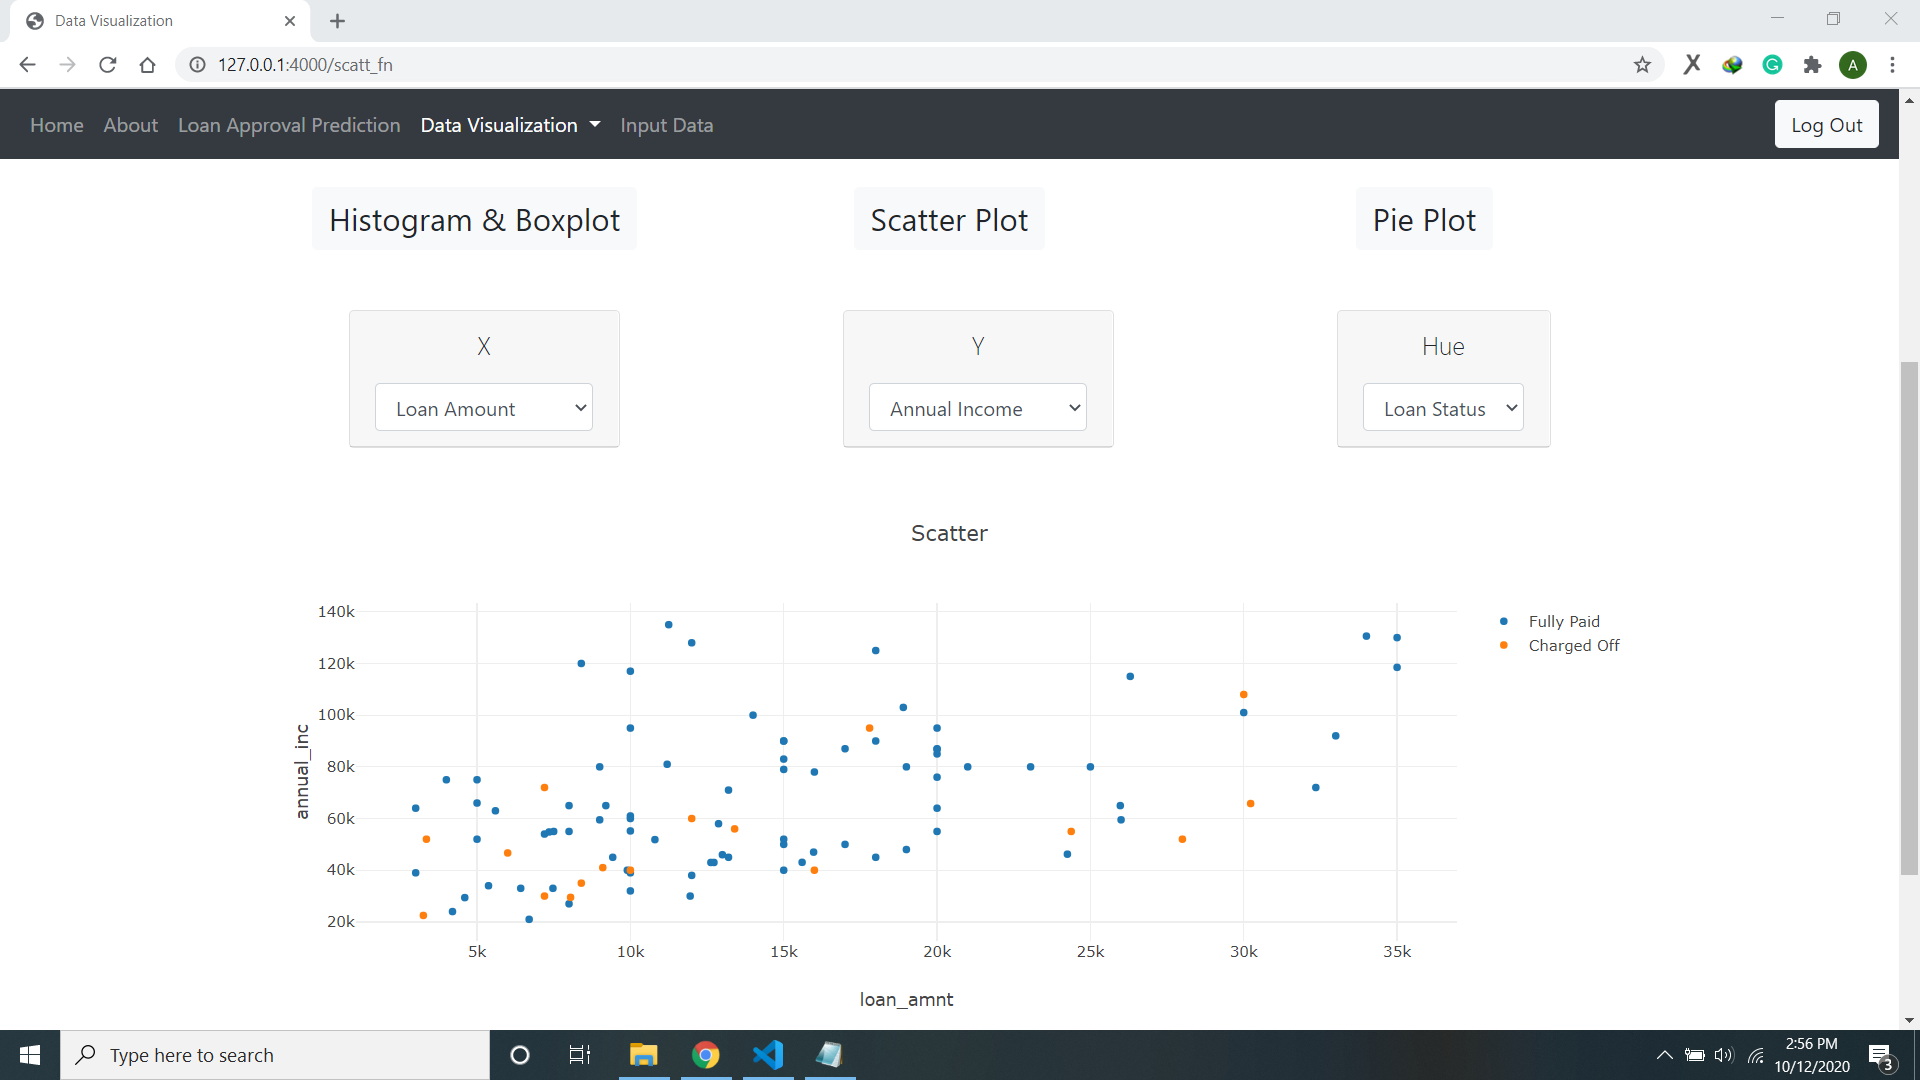 Data Visualization
127.0.0.1:4000/scatt_fn
A
Home About Loan Approval Prediction Data Visualization Input Data Log Out
Histogram & Boxplot Scatter Plot Pie Plot
X Y Hue
Loan Amount Annual Income Loan Status
Scatter
140k
120k
100k
80k
60k
40k
20k
annual_inc
5k 10k 15k 20k 25k 30k 35k
loan_amnt
Fully Paid
Charged Off
Type here to search
2:56 PM
10/12/2020
3